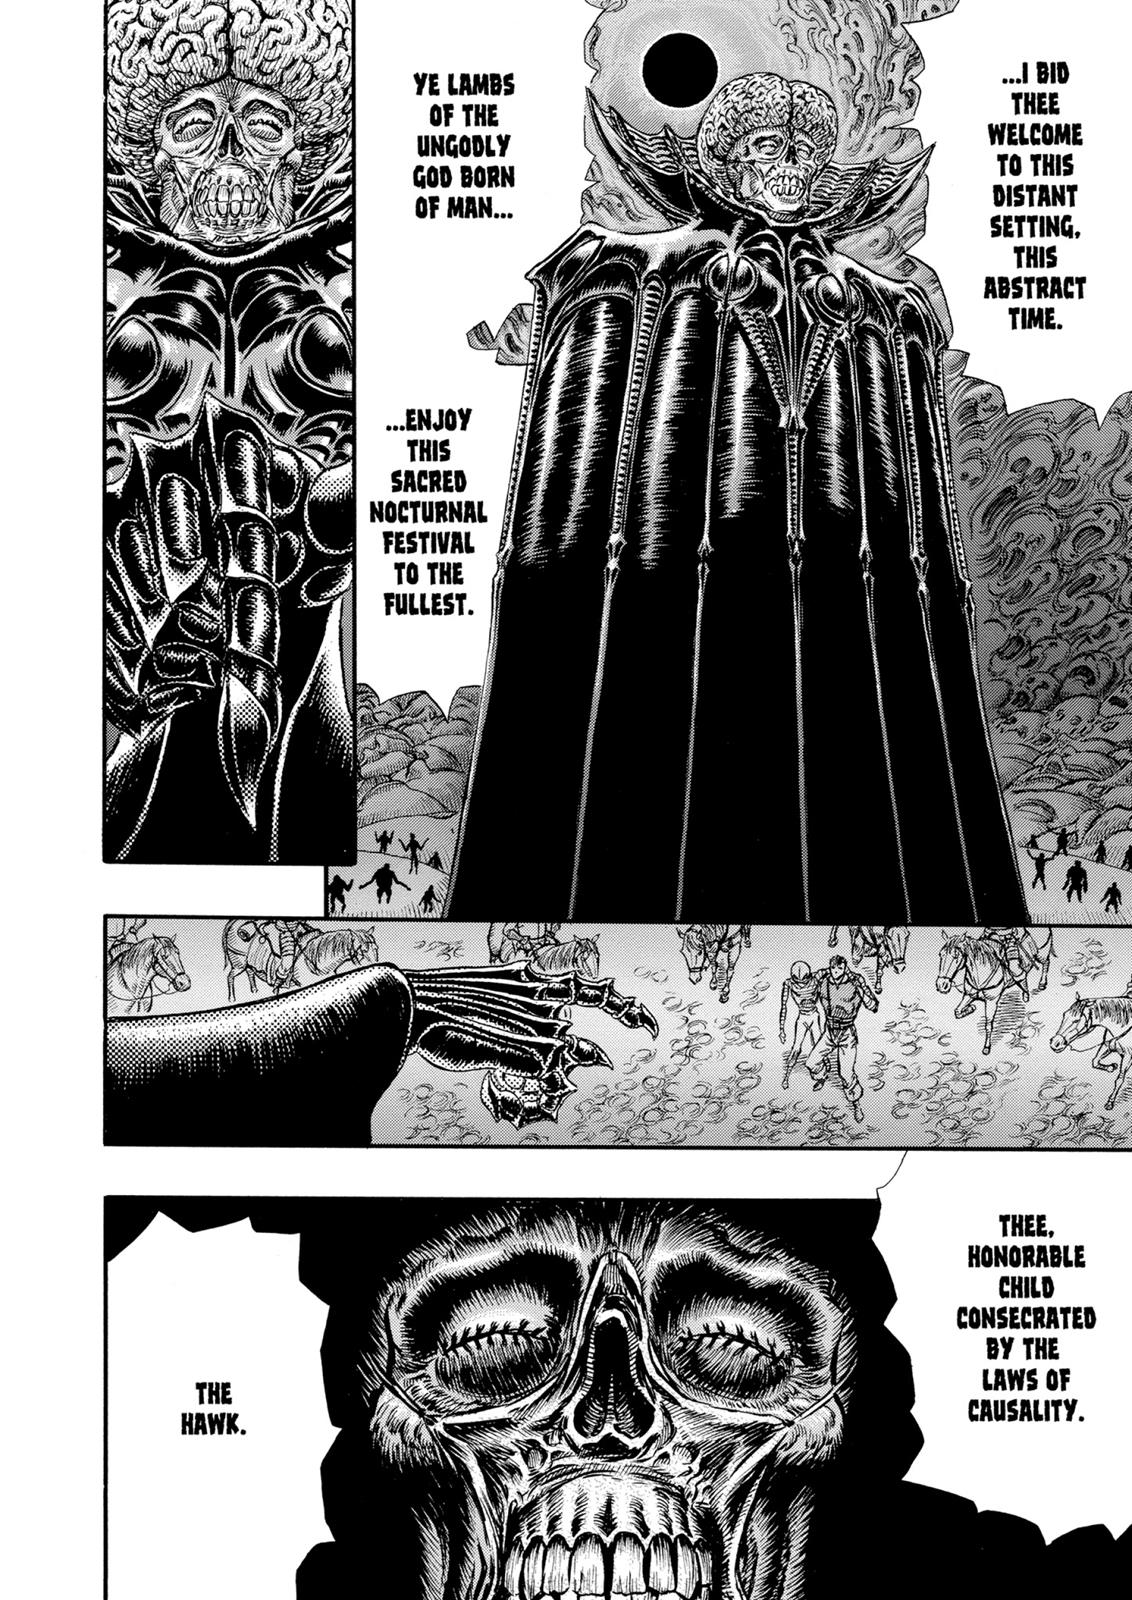 ...I BID
THEE
WELCOME
TO THIS
DISTANT
SETTING,
THIS
ABSTRACT
TIME.
YE LAMBS
OF THE
UNGODLY
GOD BORN
OF MAN...
...ENJOY
THIS
SACRED
NOCTURNAL
FESTIVAL
TO THE
FULLEST.
THEE,
HONORABLE
CHILD
CONSECRATED
BY THE
LAWS OF
CAUSALITY.
THE
HAWK.